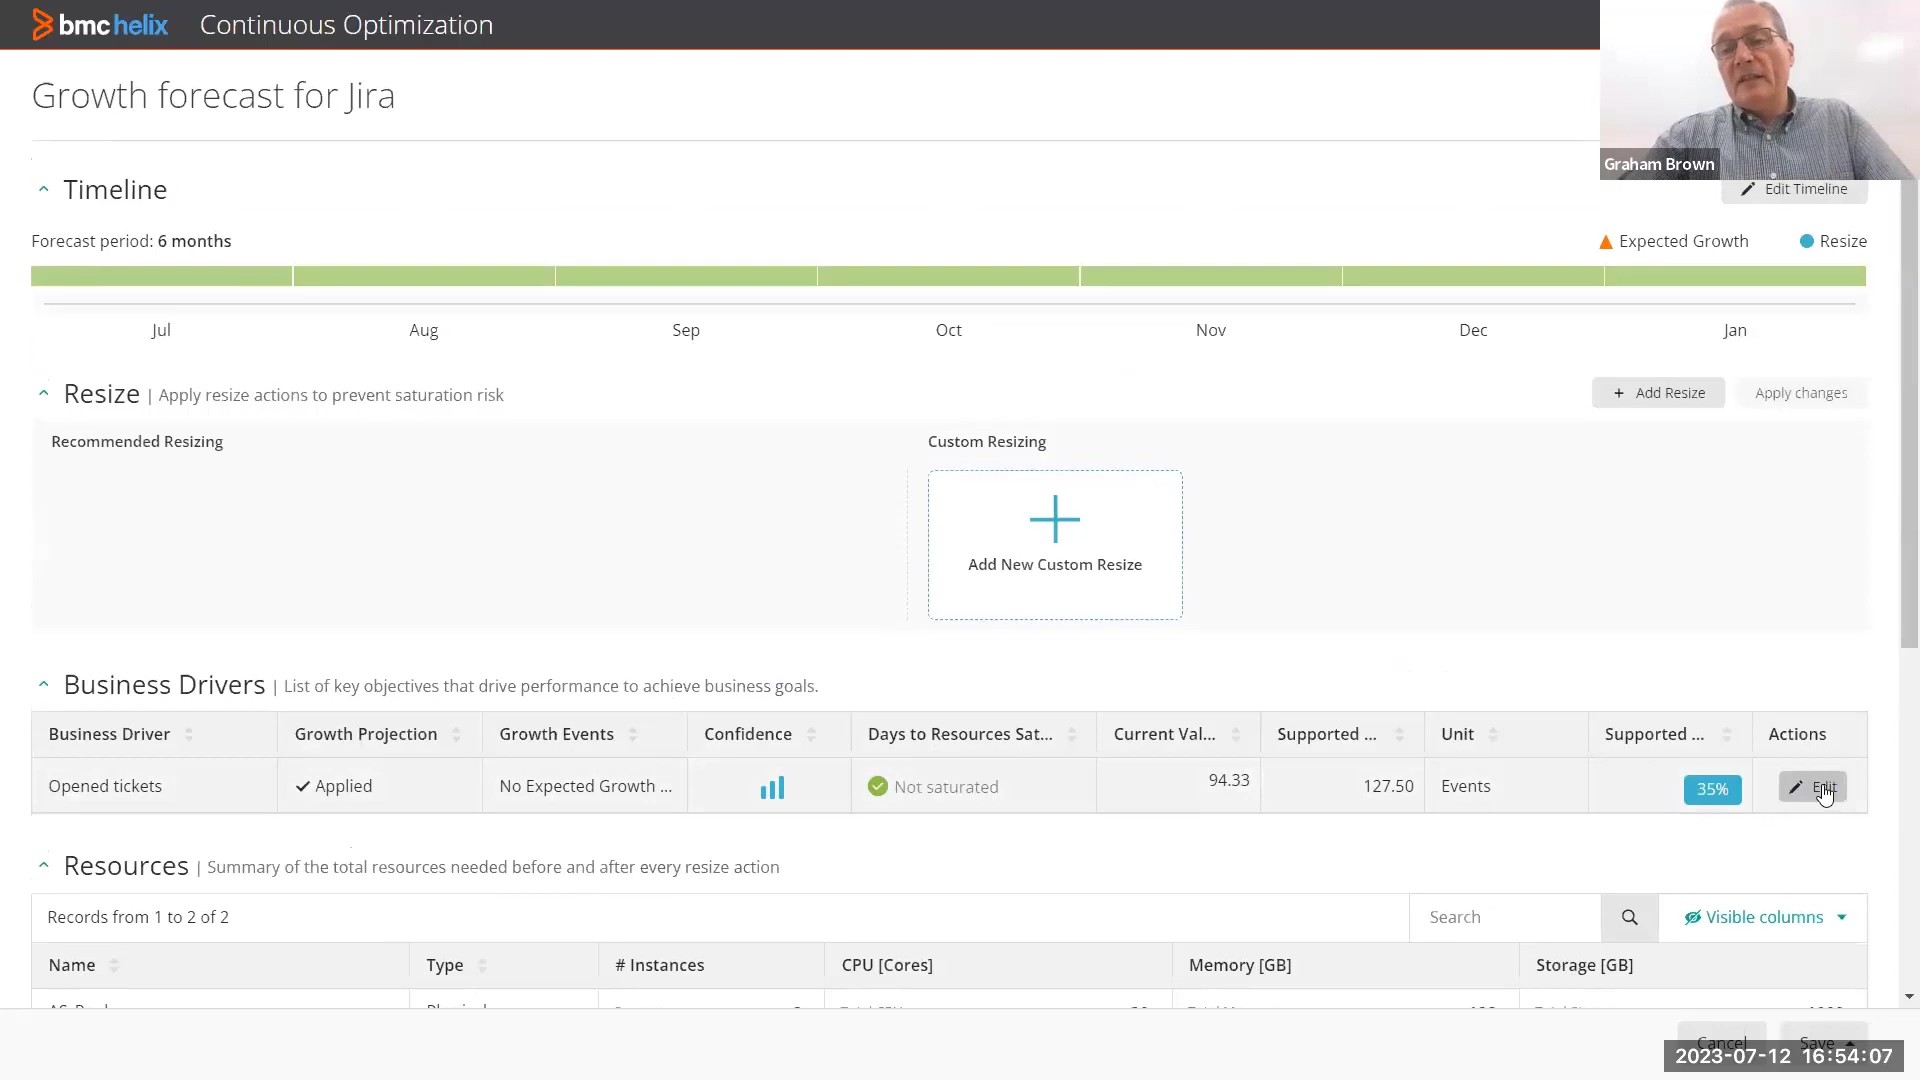 bmc helix Continuous Optimization
Growth forecast for Jira
Graham Brown
Timeline
Edit Timeline
Forecast period: 6 months
Expected Growth
Resize
Jul Aug Sep Oct Nov Dec Jan
Resize | Apply resize actions to prevent saturation risk
+ Add Resize
Apply changes
Recommended Resizing
Custom Resizing
Add New Custom Resize
Business Drivers | List of key objectives that drive performance to achieve business goals.
Business Driver Growth Projection Growth Events Confidence Days to Resources Sat... Current Val... Supported ... Unit Supported ... Actions
Opened tickets Applied No Expected Growth ... Not saturated 94.33 127.50 Events 35% Edit
Resources | Summary of the total resources needed before and after every resize action
Records from 1 to 2 of 2
Search
Visible columns
Name Type # Instances CPU [Cores] Memory [GB] Storage [GB]
Cancel
Save
2023-07-12 16:54:07